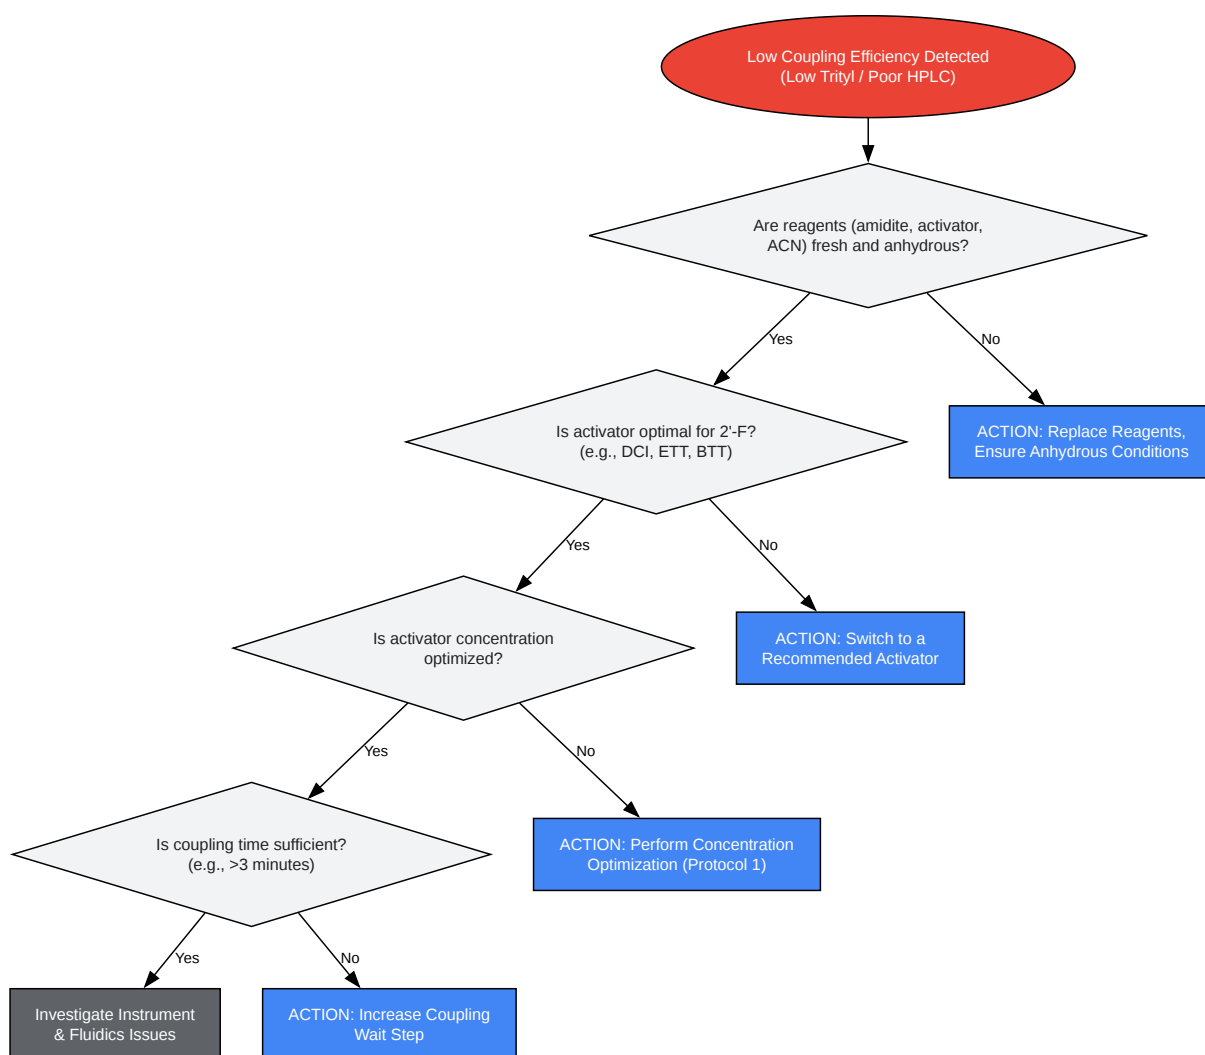 Low Coupling Efficiency Detected
(Low Trityl / Poor HPLC)
Are reagents (amidite, activator,
ACN) fresh and anhydrous?
Yes
No
Is activator optimal for 2'-F?
(e.g., DCI, ETT, BTT)
ACTION: Replace Reagents,
Ensure Anhydrous Conditions
Yes
No
Is activator concentration
optimized?
ACTION: Switch to a
Recommended Activator
Yes
No
Is coupling time sufficient?
(e.g., >3 minutes)
ACTION: Perform Concentration
Optimization (Protocol 1)
Yes
No
Investigate Instrument
& Fluidics Issues
ACTION: Increase Coupling
Wait Step